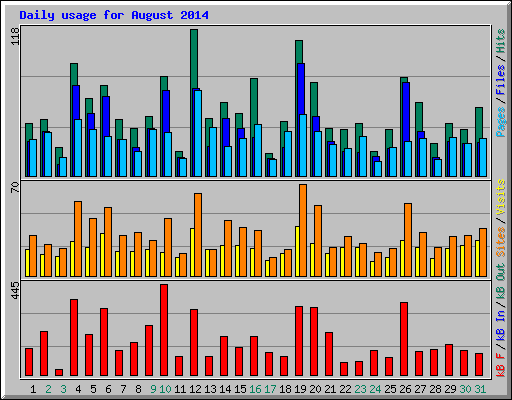 Daily usage for August 2014
118
Pages / Files / Hits
70
Sites / Visits
445
kB F / kB In / kB Out
1 2 3 4 5 6 7 8 9 10 11 12 13 14 15 16 17 18 19 20 21 22 23 24 25 26 27 28 29 30 31